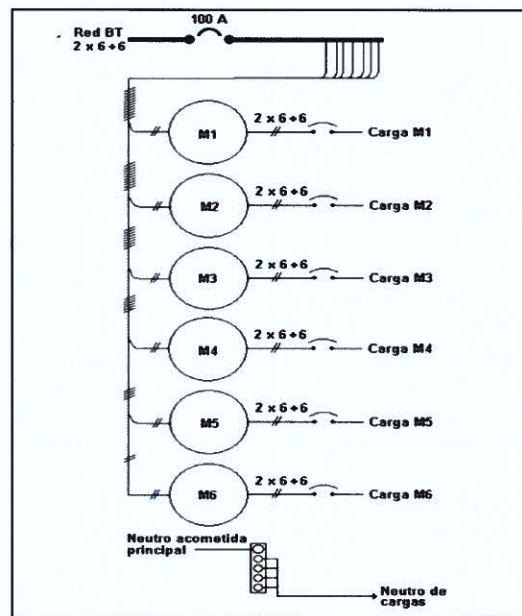 100 A
Red BT
2 x 6+6
M1
2 x 6+6
Carga M1
M2
2 x 6+6
Carga M2
M3
2 x 6+6
Carga M3
M4
2 x 6+6
Carga M4
M5
2 x 6+6
Carga M5
M6
2 x 6+6
Carga M6
Neutro acometida
principal
Neutro de
cargas